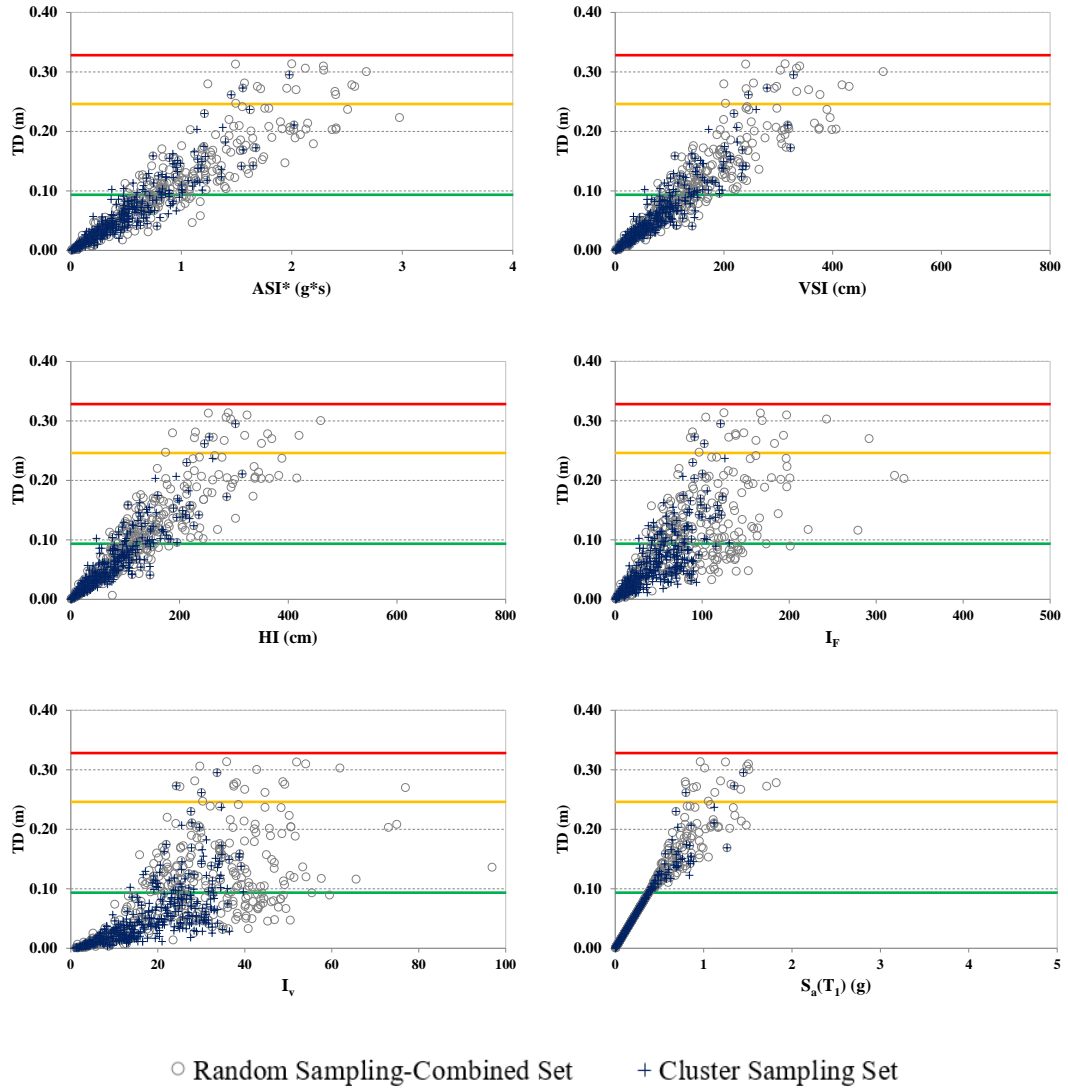 0.40
0.30
0.20
0.10
0.00
TD (m)
0 1 2 3 4
ASI* (g*s)
0.40
0.30
0.20
0.10
0.00
TD (m)
0 200 400 600 800
VSI (cm)
0.40
0.30
0.20
0.10
0.00
TD (m)
0 200 400 600 800
HI (cm)
0.40
0.30
0.20
0.10
0.00
TD (m)
0 100 200 300 400 500
I_F
0.40
0.30
0.20
0.10
0.00
TD (m)
0 20 40 60 80 100
I_v
0.40
0.30
0.20
0.10
0.00
TD (m)
0 1 2 3 4 5
S_a(T_1) (g)
Random Sampling-Combined Set Cluster Sampling Set